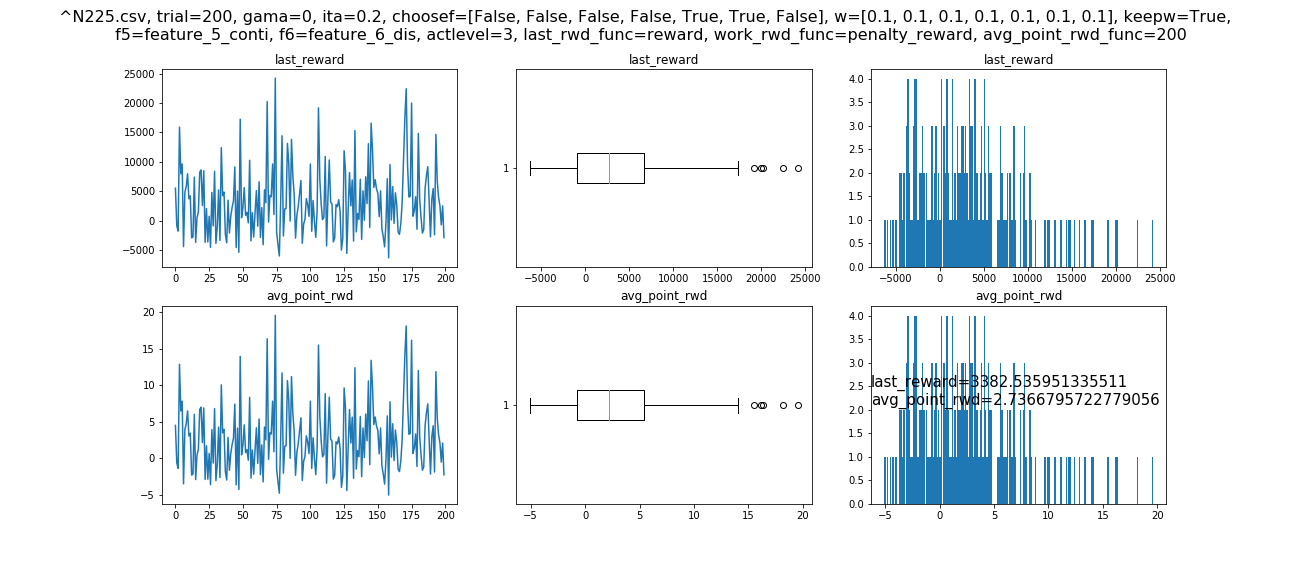 ^N225.csv, trial=200, gama=0, ita=0.2, choosef=[False, False, False, False, True, True, False], w=[0.1, 0.1, 0.1, 0.1, 0.1, 0.1, 0.1], keepw=True,
f5=feature_5_conti, f6=feature_6_dis, actlevel=3, last_rwd_func=reward, work_rwd_func=penalty_reward, avg_point_rwd_func=200
last_reward
25000
20000
15000
10000
5000
0
−5000
0 25 50 75 100 125 150 175 200
last_reward
1
−5000 0 5000 10000 15000 20000 25000
last_reward
4.0
3.5
3.0
2.5
2.0
1.5
1.0
0.5
0.0
−5000 0 5000 10000 15000 20000 25000
avg_point_rwd
20
15
10
5
0
−5
0 25 50 75 100 125 150 175 200
avg_point_rwd
1
−5 0 5 10 15 20
avg_point_rwd
4.0
3.5
3.0
2.5
2.0
1.5
1.0
0.5
0.0
last_reward=3382.535951335511
avg_point_rwd=2.7366795722779056
−5 0 5 10 15 20